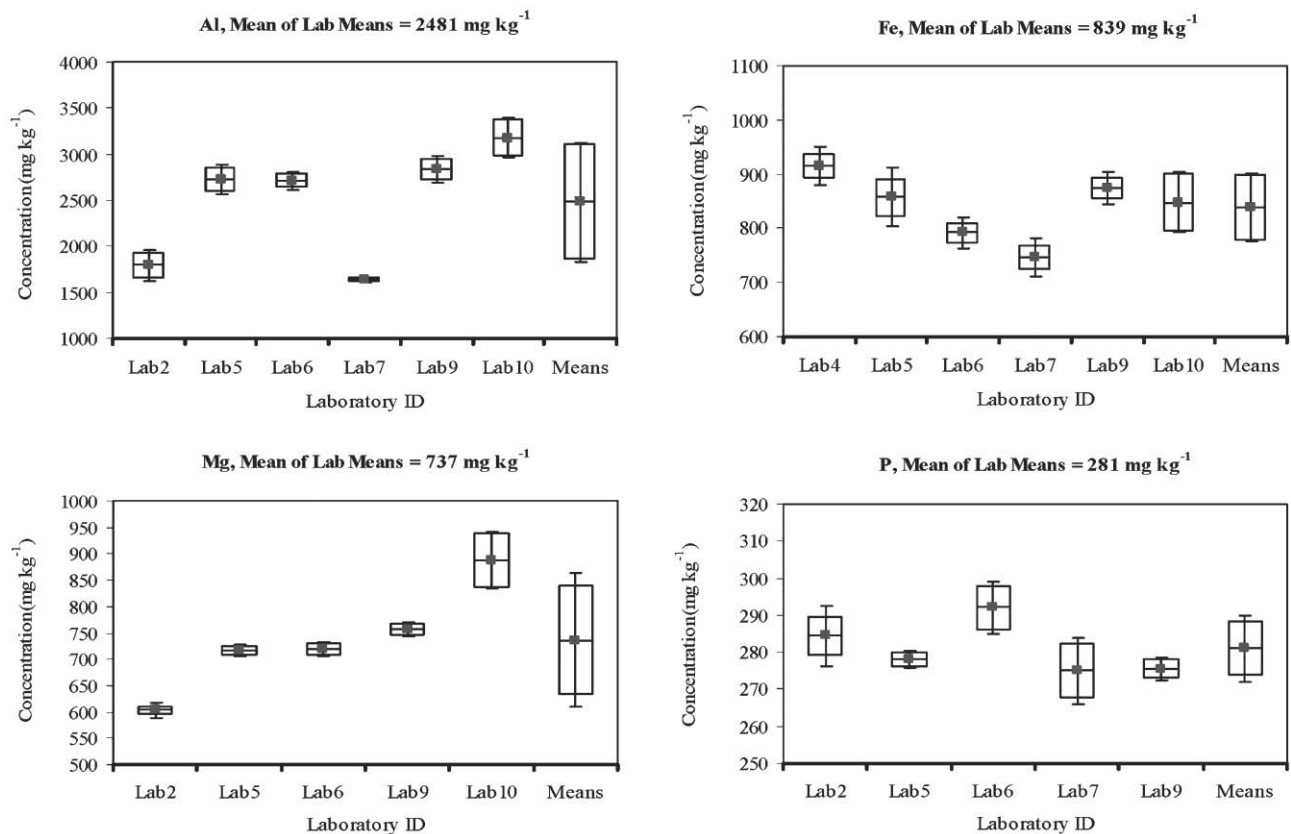 Al, Mean of Lab Means = 2481 mg kg⁻¹
Concentration(mg kg⁻¹)
4000
3500
3000
2500
2000
1500
1000
Lab2 Lab5 Lab6 Lab7 Lab9 Lab10 Means
Laboratory ID
Fe, Mean of Lab Means = 839 mg kg⁻¹
Concentration(mg kg⁻¹)
1100
1000
900
800
700
600
Lab4 Lab5 Lab6 Lab7 Lab9 Lab10 Means
Laboratory ID
Mg, Mean of Lab Means = 737 mg kg⁻¹
Concentration(mg kg⁻¹)
1000
950
900
850
800
750
700
650
600
550
500
Lab2 Lab5 Lab6 Lab9 Lab10 Means
Laboratory ID
P, Mean of Lab Means = 281 mg kg⁻¹
Concentration(mg kg⁻¹)
320
310
300
290
280
270
260
250
Lab2 Lab5 Lab6 Lab7 Lab9 Means
Laboratory ID